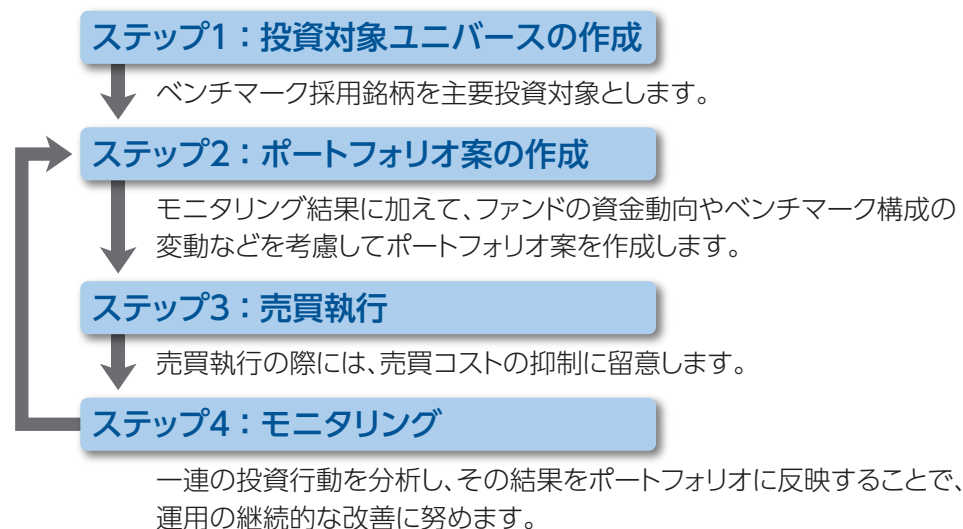 ステップ1：投資対象ユニバースの作成
ベンチマーク採用銘柄を主要投資対象とします。
ステップ2：ポートフォリオ案の作成
モニタリング結果に加えて、ファンドの資金動向やベンチマーク構成の
変動などを考慮してポートフォリオ案を作成します。
ステップ3：売買執行
売買執行の際には、売買コストの抑制に留意します。
ステップ4：モニタリング
一連の投資行動を分析し、その結果をポートフォリオに反映することで、
運用の継続的な改善に努めます。